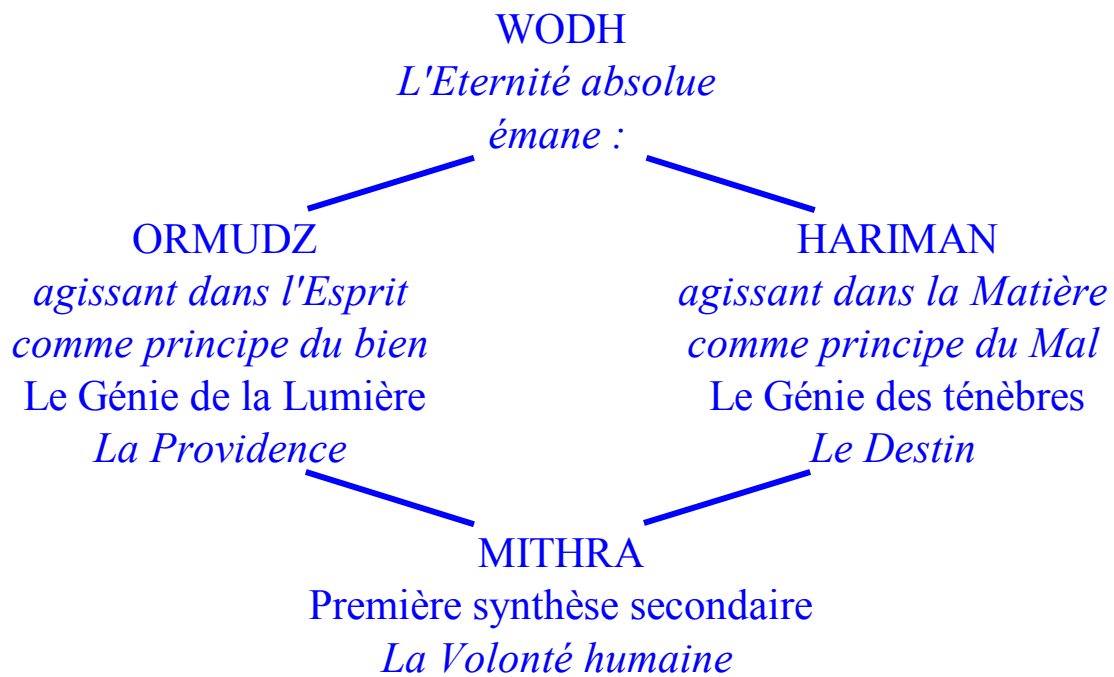 WODH
L'Eternité absolue
émane :
ORMUDZ
agissant dans l'Esprit
comme principe du bien
Le Génie de la Lumière
La Providence
HARIMAN
agissant dans la Matière
comme principe du Mal
Le Génie des ténèbres
Le Destin
MITHRA
Première synthèse secondaire
La Volonté humaine